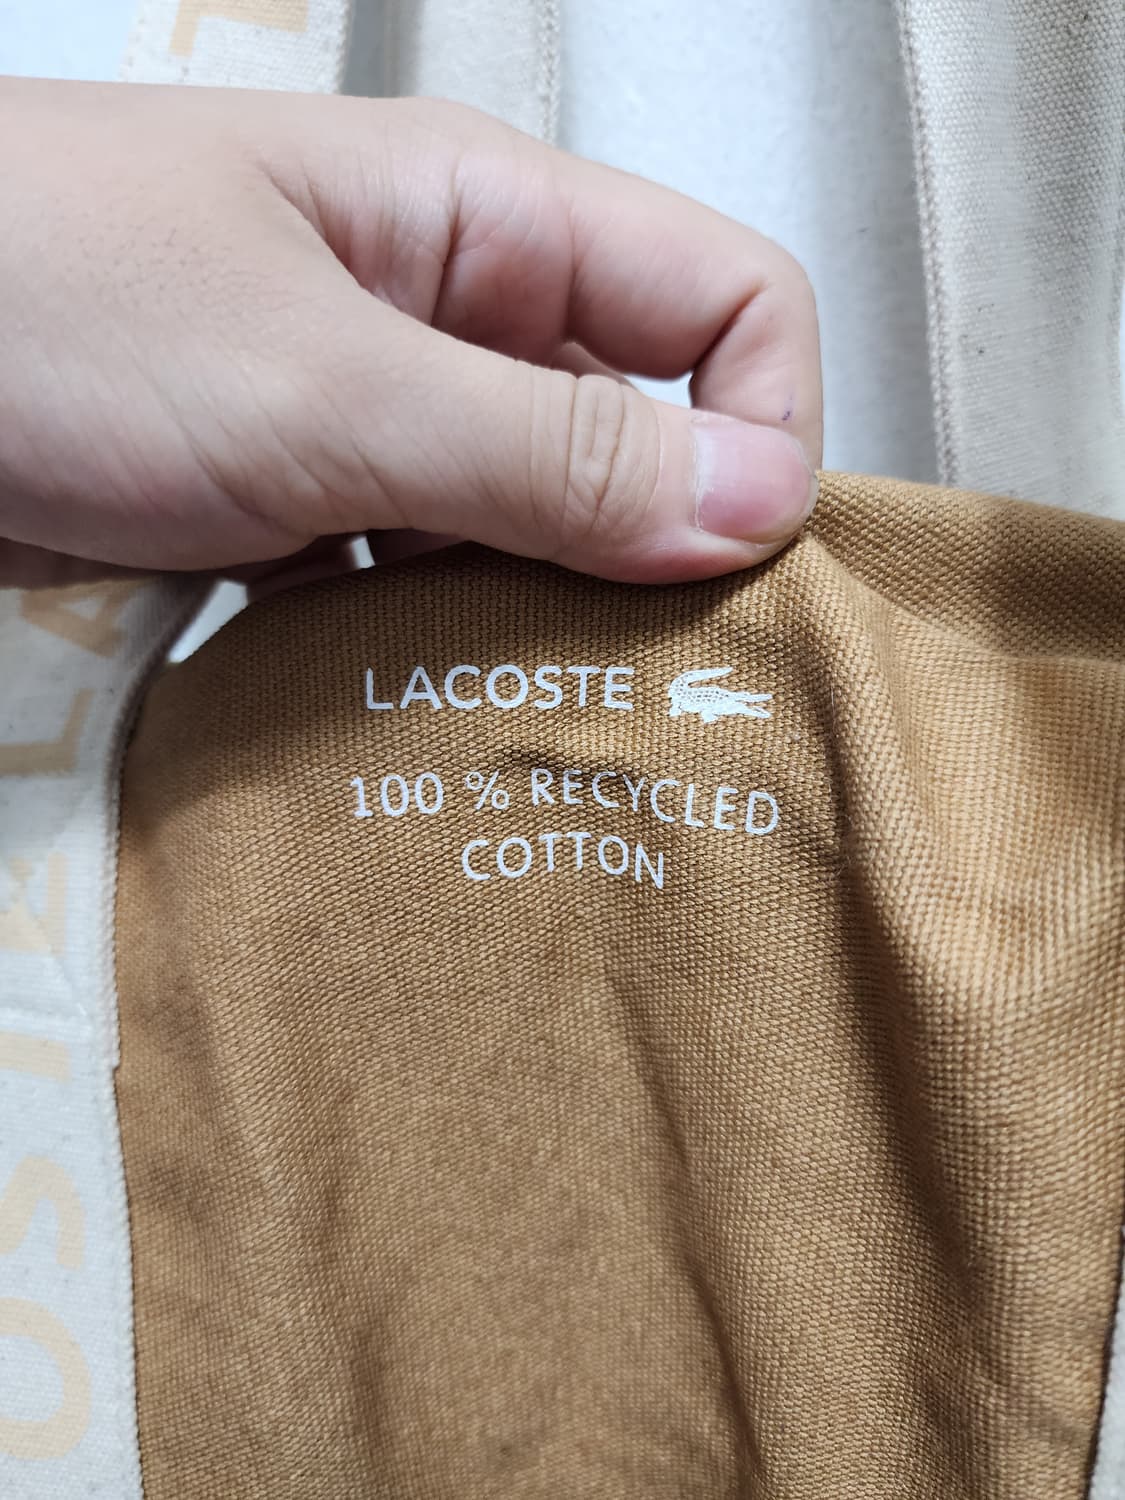 LACOSTE
100 % RECYCLED
COTTON